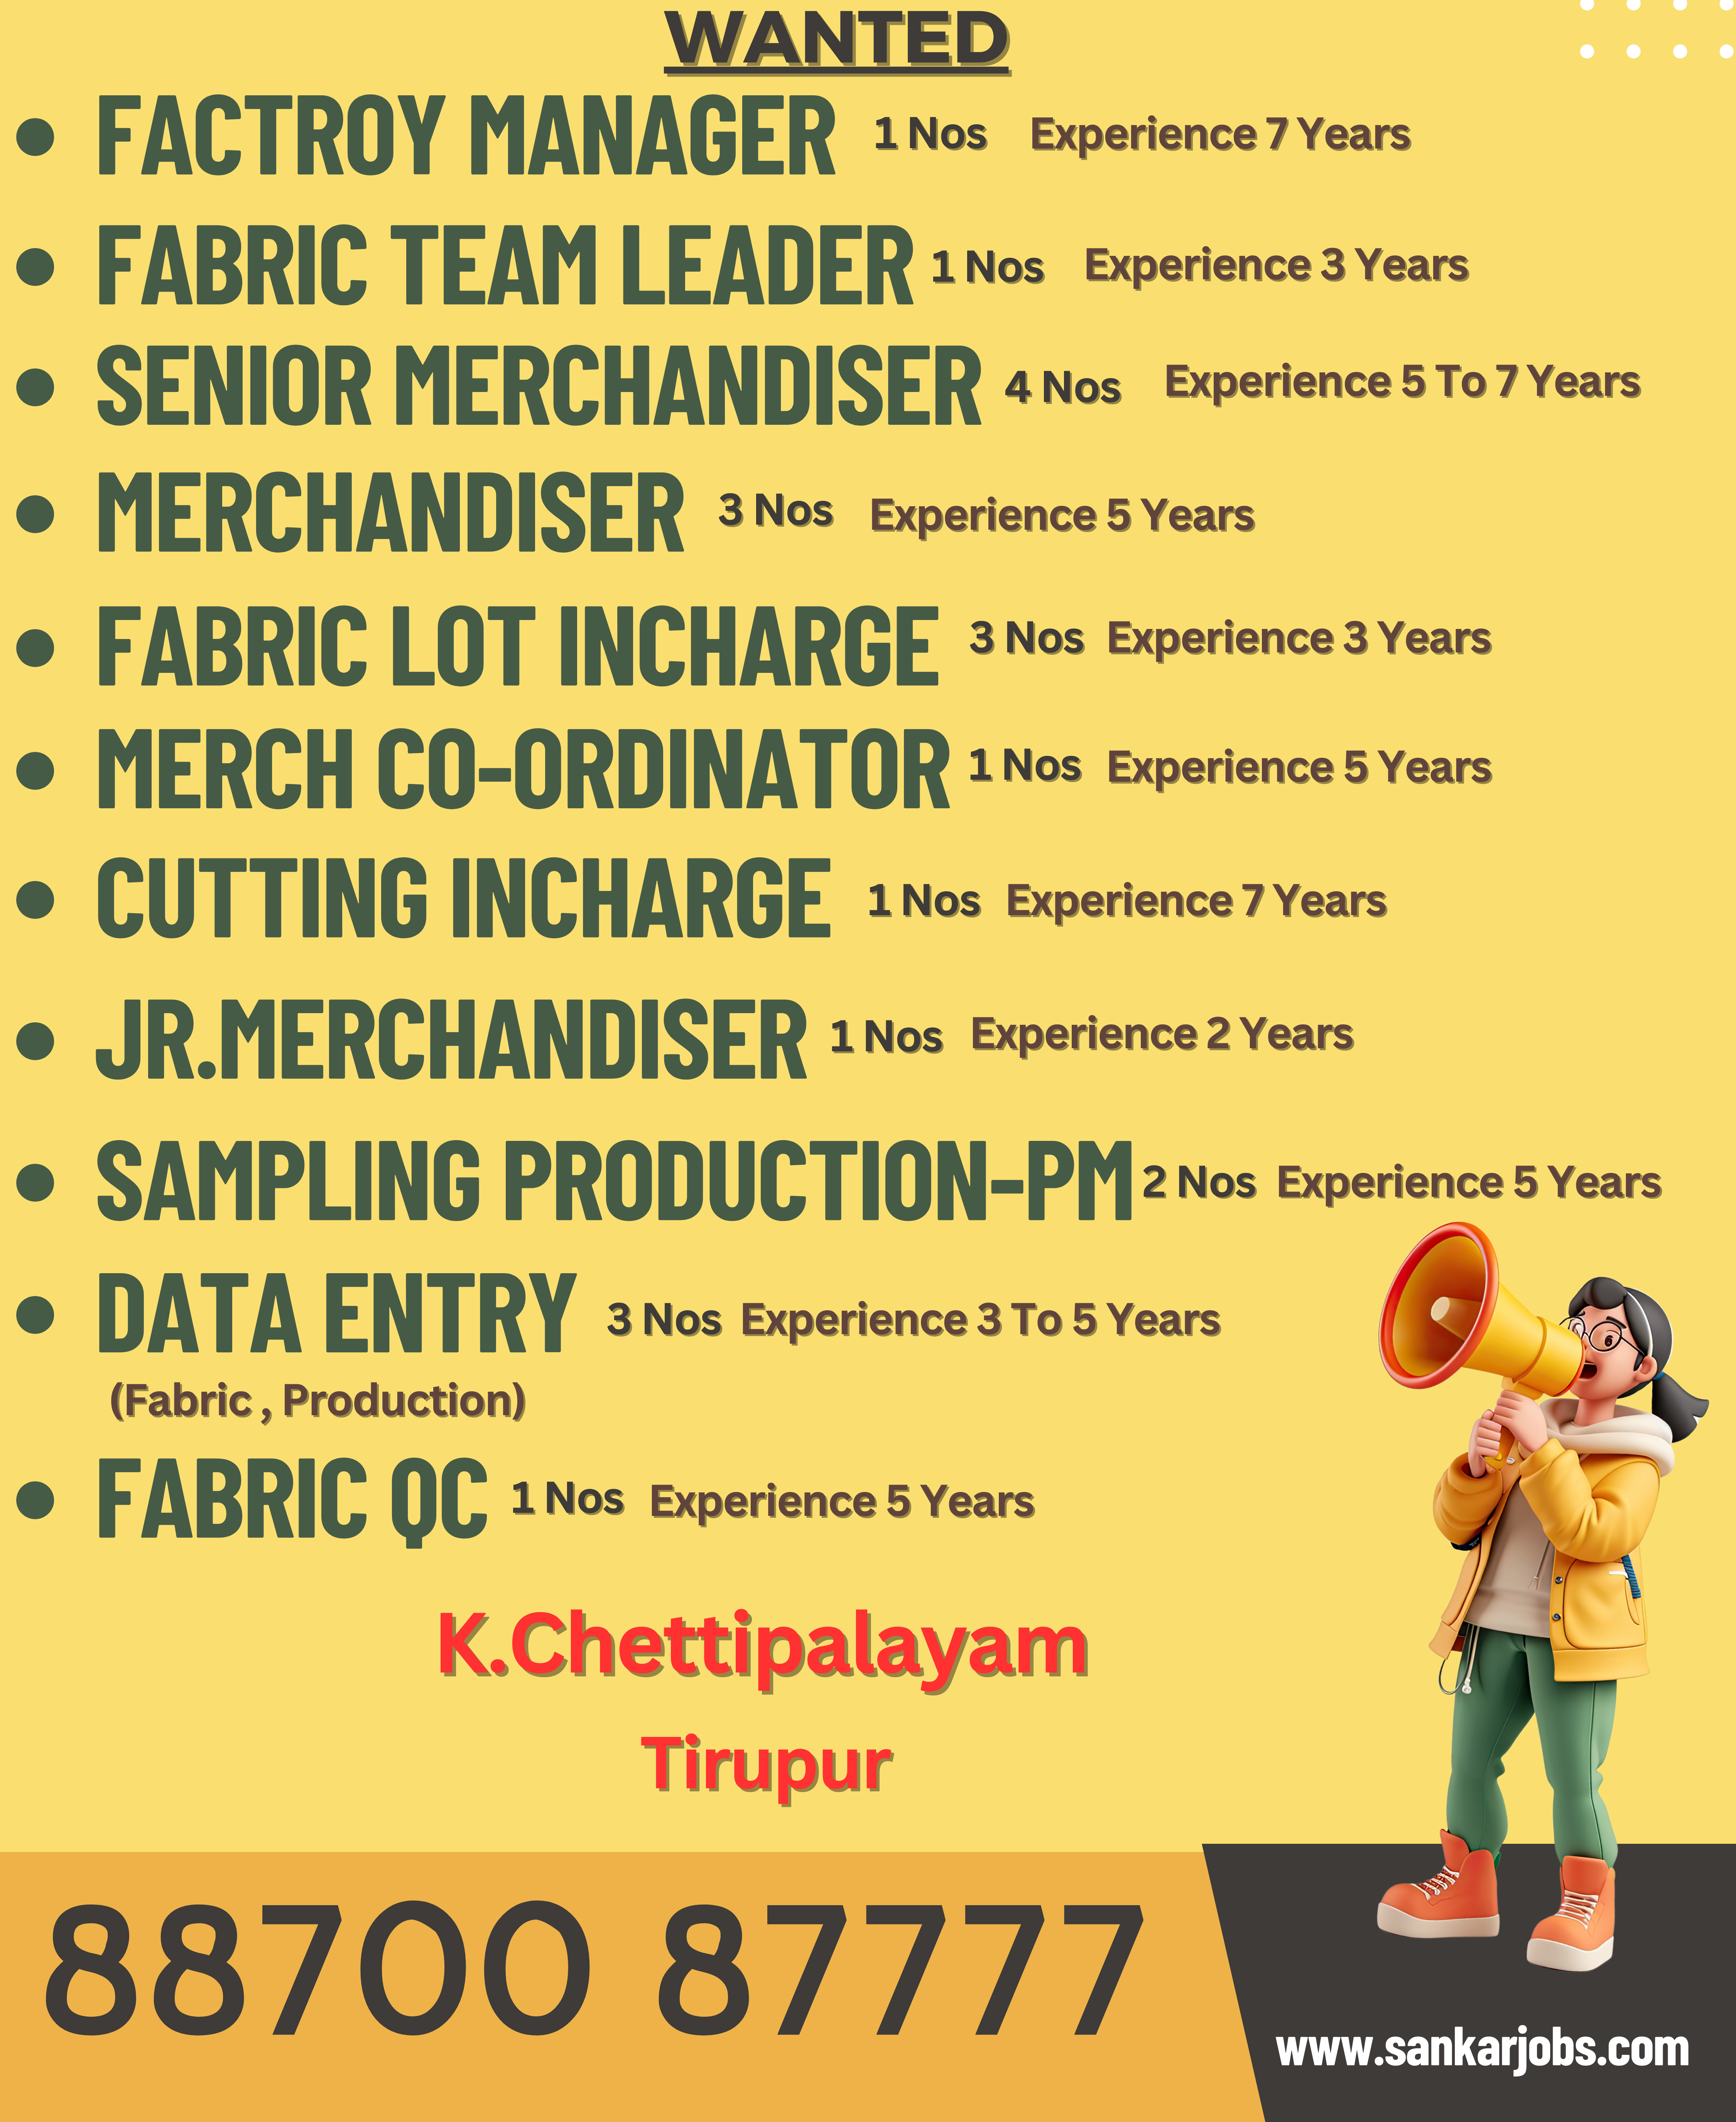 WANTED
• FACTROY MANAGER 1 Nos Experience 7 Years
• FABRIC TEAM LEADER 1 Nos Experience 3 Years
• SENIOR MERCHANDISER 4 Nos Experience 5 To 7 Years
• MERCHANDISER 3 Nos Experience 5 Years
• FABRIC LOT INCHARGE 3 Nos Experience 3 Years
• MERCH CO-ORDINATOR 1 Nos Experience 5 Years
• CUTTING INCHARGE 1 Nos Experience 7 Years
• JR.MERCHANDISER 1 Nos Experience 2 Years
• SAMPLING PRODUCTION-PM 2 Nos Experience 5 Years
• DATA ENTRY 3 Nos Experience 3 To 5 Years
(Fabric , Production)
• FABRIC QC 1 Nos Experience 5 Years
K.Chettipalayam
Tirupur
88700 87777
www.sankarjobs.com